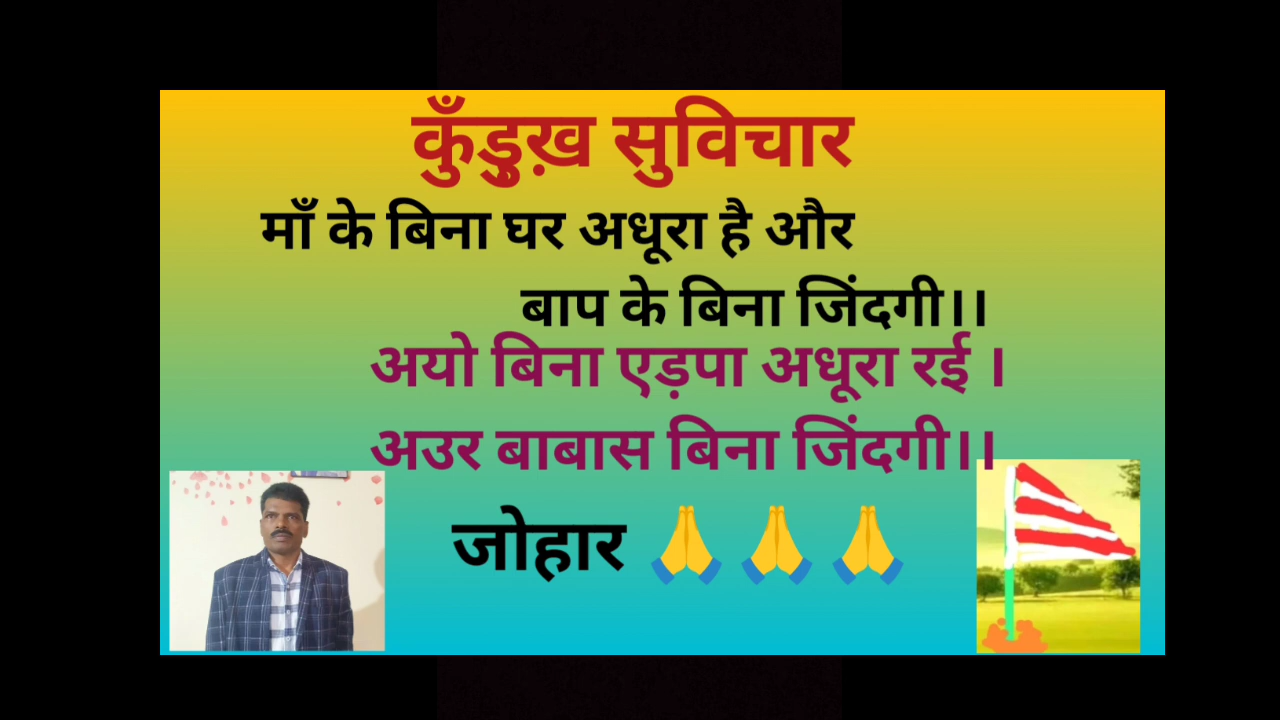 कुँड़ुख़ सुविचार
माँ के बिना घर अधूरा है और
बाप के बिना जिंदगी।।
अयो बिना एड़पा अधूरा रई ।
अउर बाबास बिना जिंदगी।।
जोहार 🙏 🙏 🙏